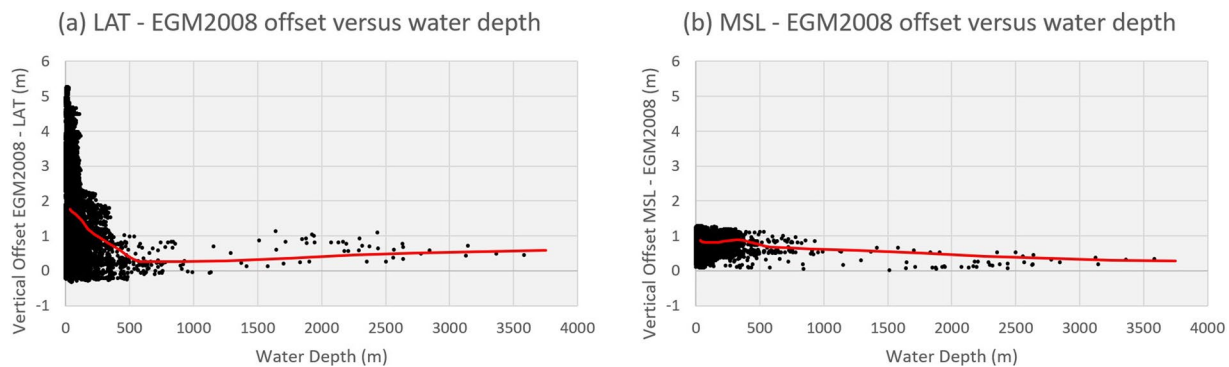 (a) LAT - EGM2008 offset versus water depth
Vertical Offset EGM2008 - LAT (m)
6
5
4
3
2
1
0
-1
0 500 1000 1500 2000 2500 3000 3500 4000
Water Depth (m)
(b) MSL - EGM2008 offset versus water depth
Vertical Offset MSL - EGM2008 (m)
6
5
4
3
2
1
0
-1
0 500 1000 1500 2000 2500 3000 3500 4000
Water Depth (m)